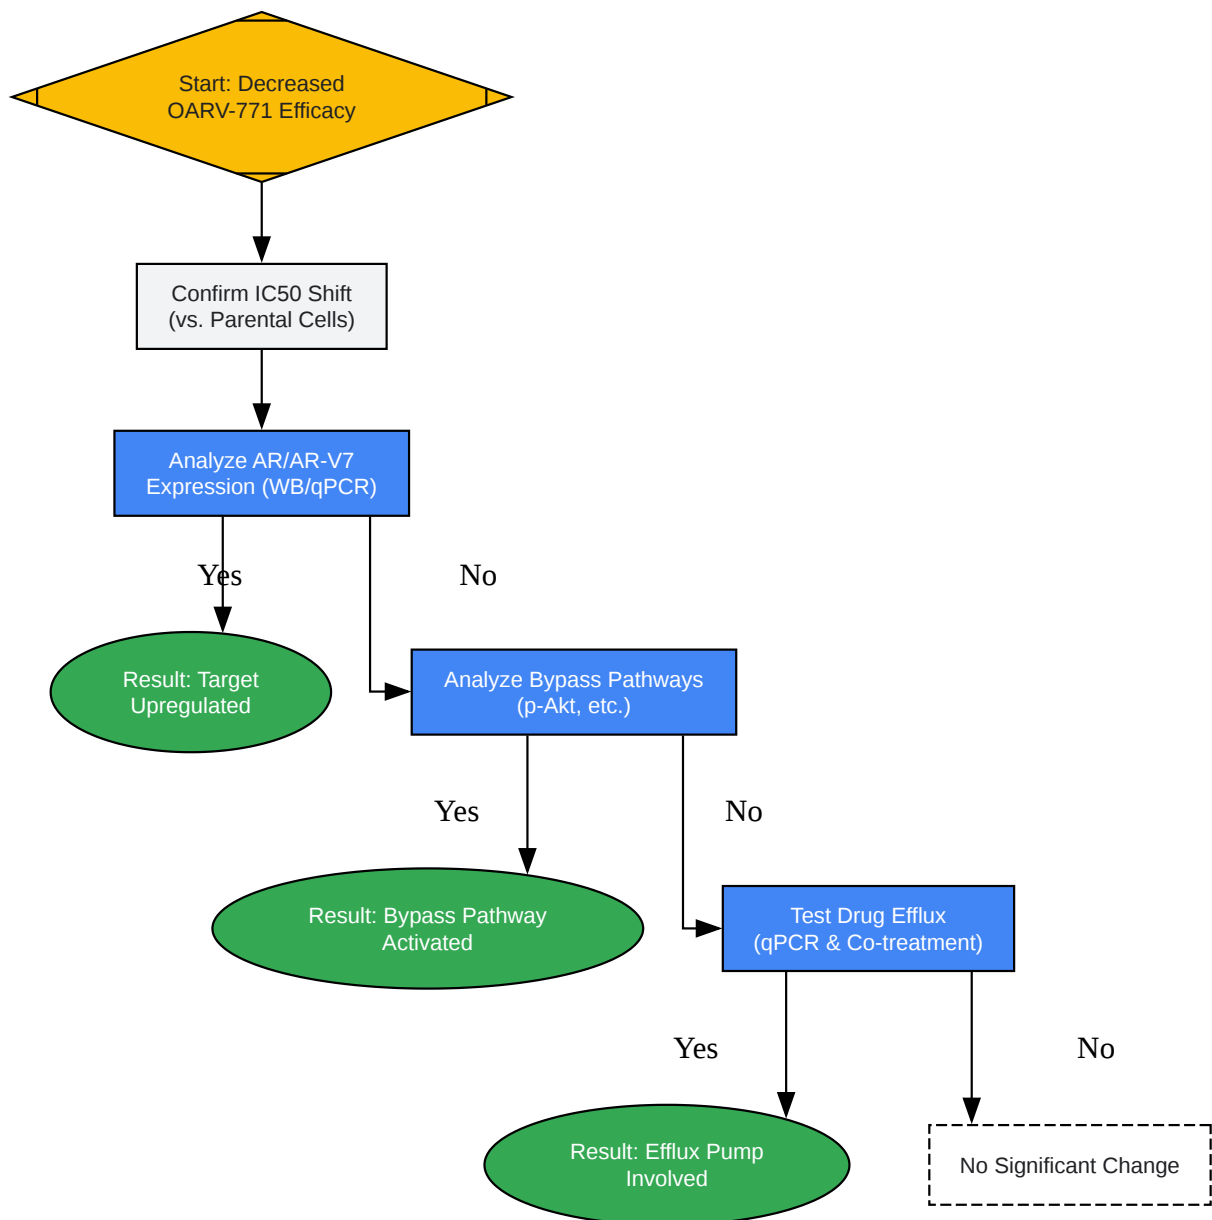 Start: Decreased
OARV-771 Efficacy
Confirm IC50 Shift
(vs. Parental Cells)
Analyze AR/AR-V7
Expression (WB/qPCR)
Yes
No
Result: Target
Upregulated
Analyze Bypass Pathways
(p-Akt, etc.)
Yes
No
Result: Bypass Pathway
Activated
Test Drug Efflux
(qPCR & Co-treatment)
Yes
No
Result: Efflux Pump
Involved
No Significant Change